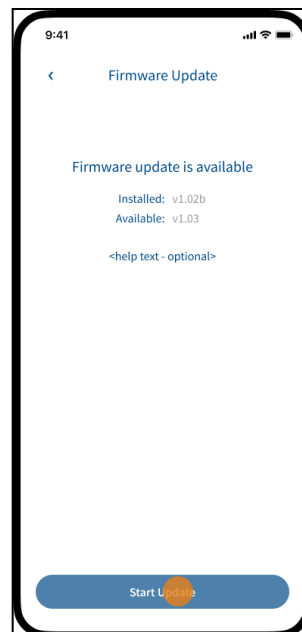 9:41
Firmware Update
Firmware update is available
Installed: v1.02b
Available: v1.03
<help text - optional>
Start Update